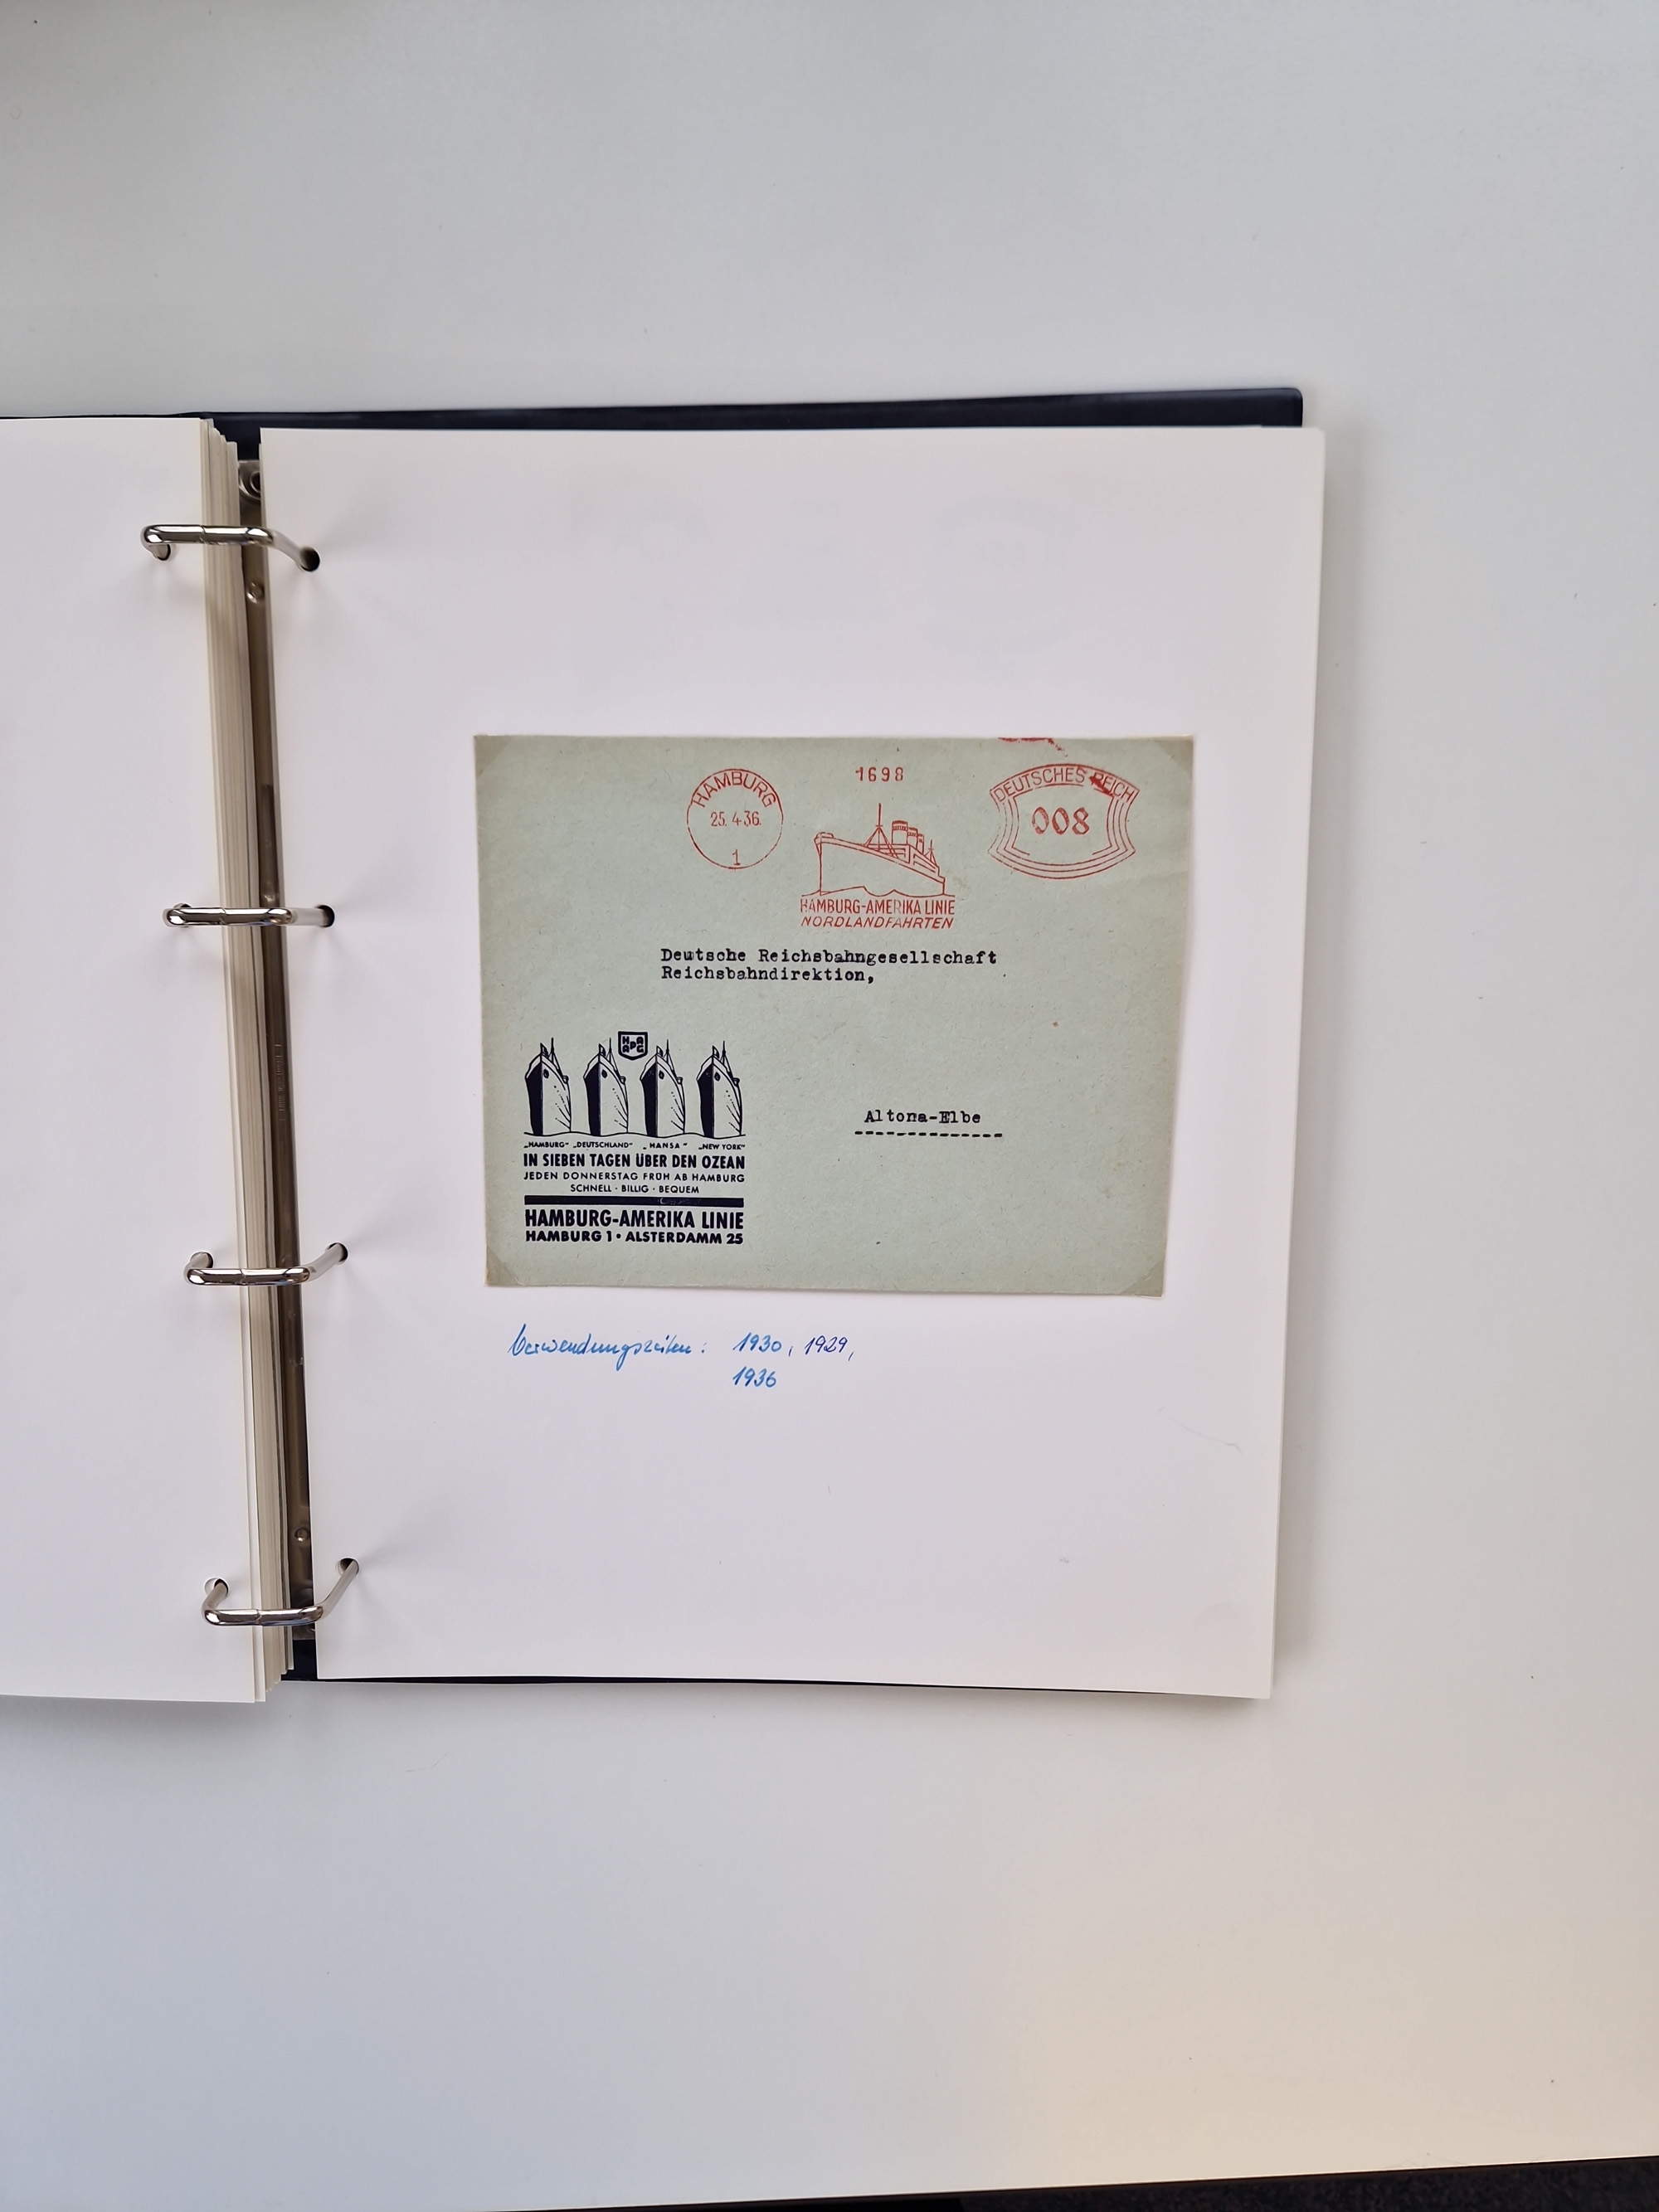 HAMBURG
25.4.36.
1
1698
HAMBURG-AMERIKA LINIE
NORDLANDFAHRTEN
DEUTSCHES REICH
008
Deutsche Reichsbahngesellschaft
Reichsbahndirektion,
Altona-Elbe
HAPAG
„HAMBURG“ „DEUTSCHLAND“ „HANSA“ „NEW YORK“
IN SIEBEN TAGEN ÜBER DEN OZEAN
JEDEN DONNERSTAG FRÜH AB HAMBURG
SCHNELL · BILLIG · BEQUEM
HAMBURG-AMERIKA LINIE
HAMBURG 1 • ALSTERDAMM 25
Verwendungszeiten: 1930, 1929,
1936